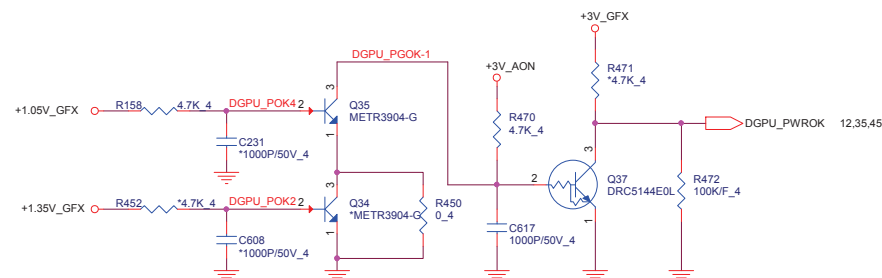 +3V_GFX
DGPU_PGOK-1
+3V_AON
R471
*4.7K_4
3
Q35
METR3904-G
+1.05V_GFX
R158
4.7K_4
DGPU_POK4
2
R470
4.7K_4
DGPU_PWROK
12,35,45
C231
*1000P/50V_4
1
3
2
Q37
DRC5144E0L
R472
100K/F_4
3
Q34
*METR3904-G
R450
0_4
+1.35V_GFX
R452
*4.7K_4
DGPU_POK2
2
1
C617
1000P/50V_4
1
C608
*1000P/50V_4